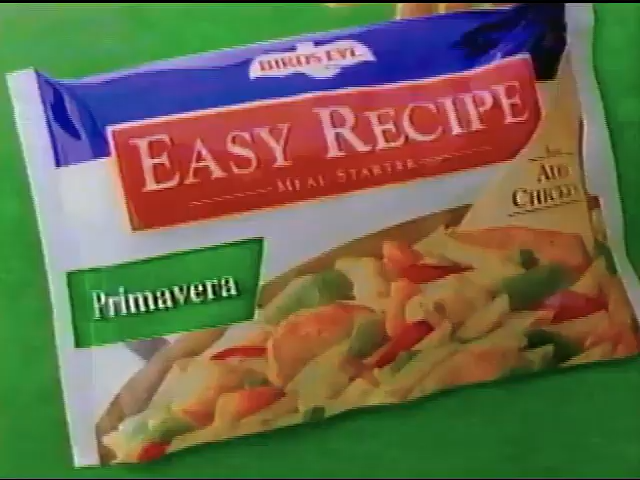 BIRDS EYE
EASY RECIPE
MEAL STARTER
ADD
CHICKEN
Primavera